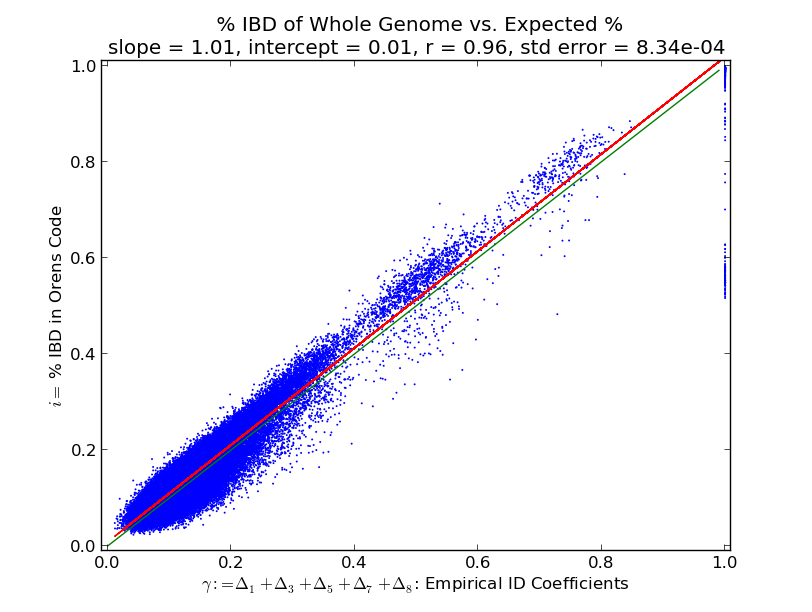 % IBD of Whole Genome vs. Expected %
slope = 1.01, intercept = 0.01, r = 0.96, std error = 8.34e-04
1.0
0.8
0.6
0.4
0.2
0.0
i = % IBD in Orens Code
0.0 0.2 0.4 0.6 0.8 1.0
γ:=Δ₁ +Δ₃ +Δ₅ +Δ₇ +Δ₈: Empirical ID Coefficients